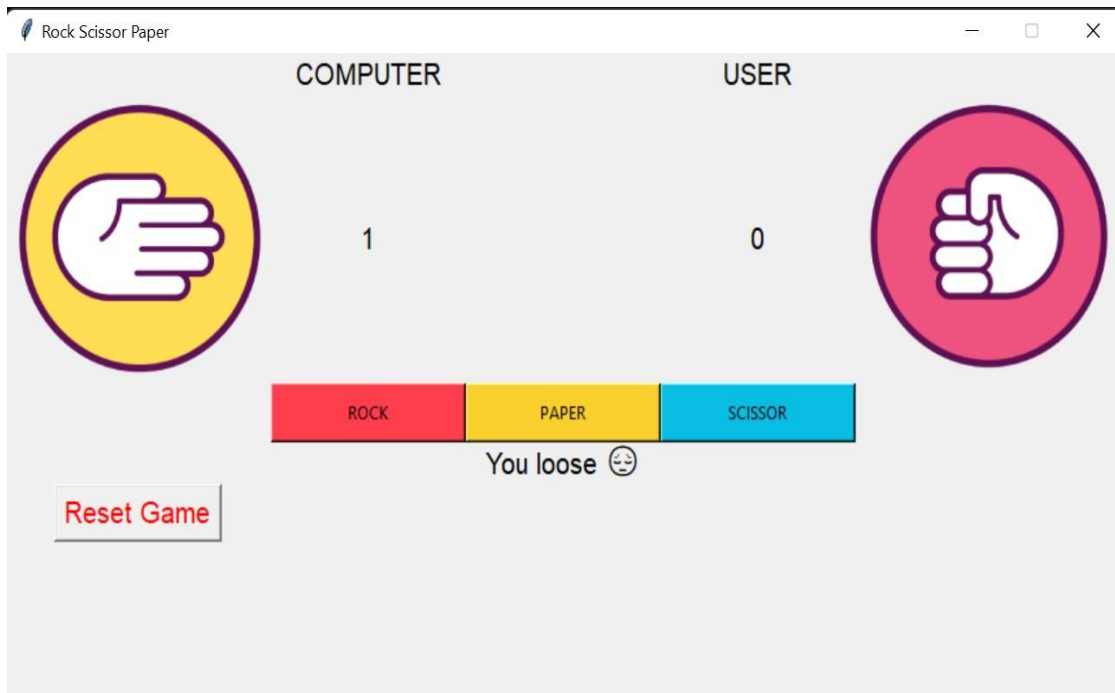 Rock Scissor Paper
COMPUTER USER
1 0
ROCK PAPER SCISSOR
You loose 😔
Reset Game